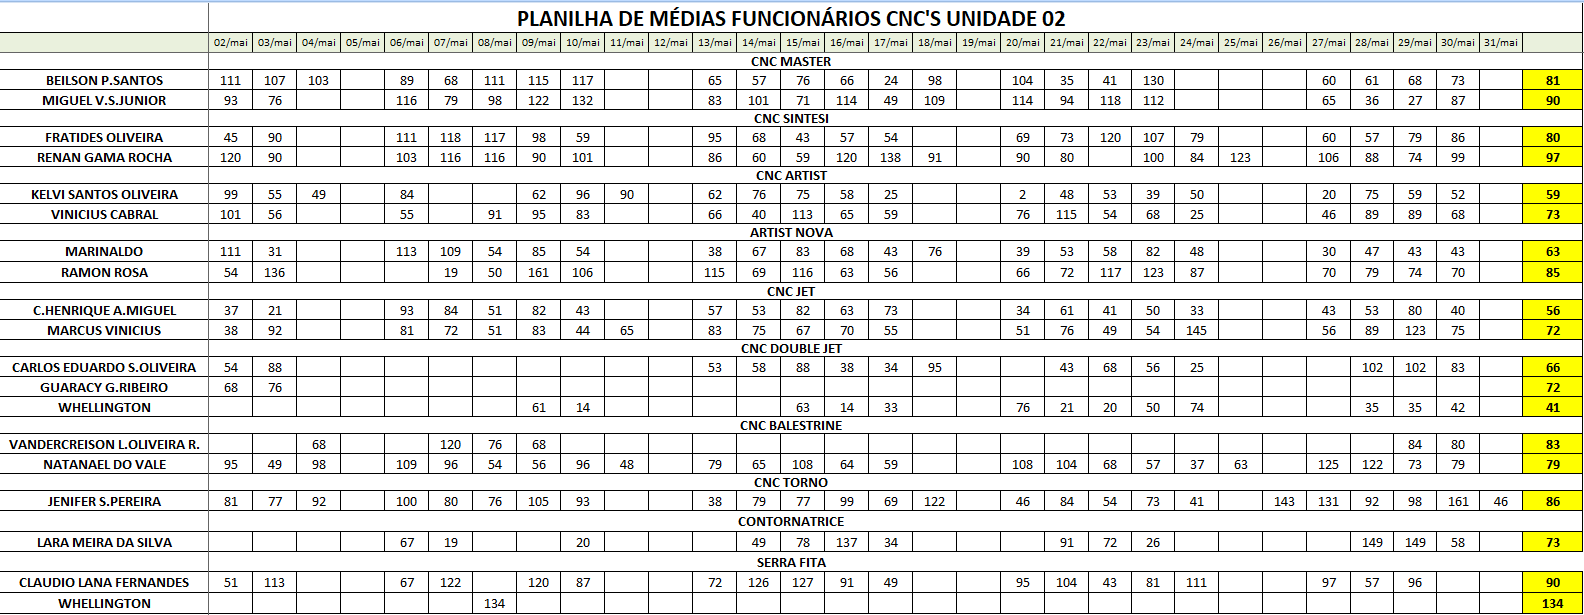 PLANILHA DE MÉDIAS FUNCIONÁRIOS CNC'S UNIDADE 02
02/mai 03/mai 04/mai 05/mai 06/mai 07/mai 08/mai 09/mai 10/mai 11/mai 12/mai 13/mai 14/mai 15/mai 16/mai 17/mai 18/mai 19/mai 20/mai 21/mai 22/mai 23/mai 24/mai 25/mai 26/mai 27/mai 28/mai 29/mai 30/mai 31/mai
CNC MASTER
BEILSON P.SANTOS 111 107 103 89 68 111 115 117 65 57 76 66 24 98 104 35 41 130 60 61 68 73 81
MIGUEL V.S.JUNIOR 93 76 116 79 98 122 132 83 101 71 114 49 109 114 94 118 112 65 36 27 87 90
CNC SINTESI
FRATIDES OLIVEIRA 45 90 111 118 117 98 59 95 68 43 57 54 69 73 120 107 79 60 57 79 86 80
RENAN GAMA ROCHA 120 90 103 116 116 90 101 86 60 59 120 138 91 90 80 100 84 123 106 88 74 99 97
CNC ARTIST
KELVI SANTOS OLIVEIRA 99 55 49 84 62 96 90 62 76 75 58 25 2 48 53 39 50 20 75 59 52 59
VINICIUS CABRAL 101 56 55 91 95 83 66 40 113 65 59 76 115 54 68 25 46 89 89 68 73
ARTIST NOVA
MARINALDO 111 31 113 109 54 85 54 38 67 83 68 43 76 39 53 58 82 48 30 47 43 43 63
RAMON ROSA 54 136 19 50 161 106 115 69 116 63 56 66 72 117 123 87 70 79 74 70 85
CNC JET
C.HENRIQUE A.MIGUEL 37 21 93 84 51 82 43 57 53 82 63 73 34 61 41 50 33 43 53 80 40 56
MARCUS VINICIUS 38 92 81 72 51 83 44 65 83 75 67 70 55 51 76 49 54 145 56 89 123 75 72
CNC DOUBLE JET
CARLOS EDUARDO S.OLIVEIRA 54 88 53 58 88 38 34 95 43 68 56 25 102 102 83 66
GUARACY G.RIBEIRO 68 76 72
WHELLINGTON 61 14 63 14 33 76 21 20 50 74 35 35 42 41
CNC BALESTRINE
VANDERCREISON L.OLIVEIRA R. 68 120 76 68 84 80 83
NATANAEL DO VALE 95 49 98 109 96 54 56 96 48 79 65 108 64 59 108 104 68 57 37 63 125 122 73 79 79
CNC TORNO
JENIFER S.PEREIRA 81 77 92 100 80 76 105 93 38 79 77 99 69 122 46 84 54 73 41 143 131 92 98 161 46 86
CONTORNATRICE
LARA MEIRA DA SILVA 67 19 20 49 78 137 34 91 72 26 149 149 58 73
SERRA FITA
CLAUDIO LANA FERNANDES 51 113 67 122 120 87 72 126 127 91 49 95 104 43 81 111 97 57 96 90
WHELLINGTON 134 134